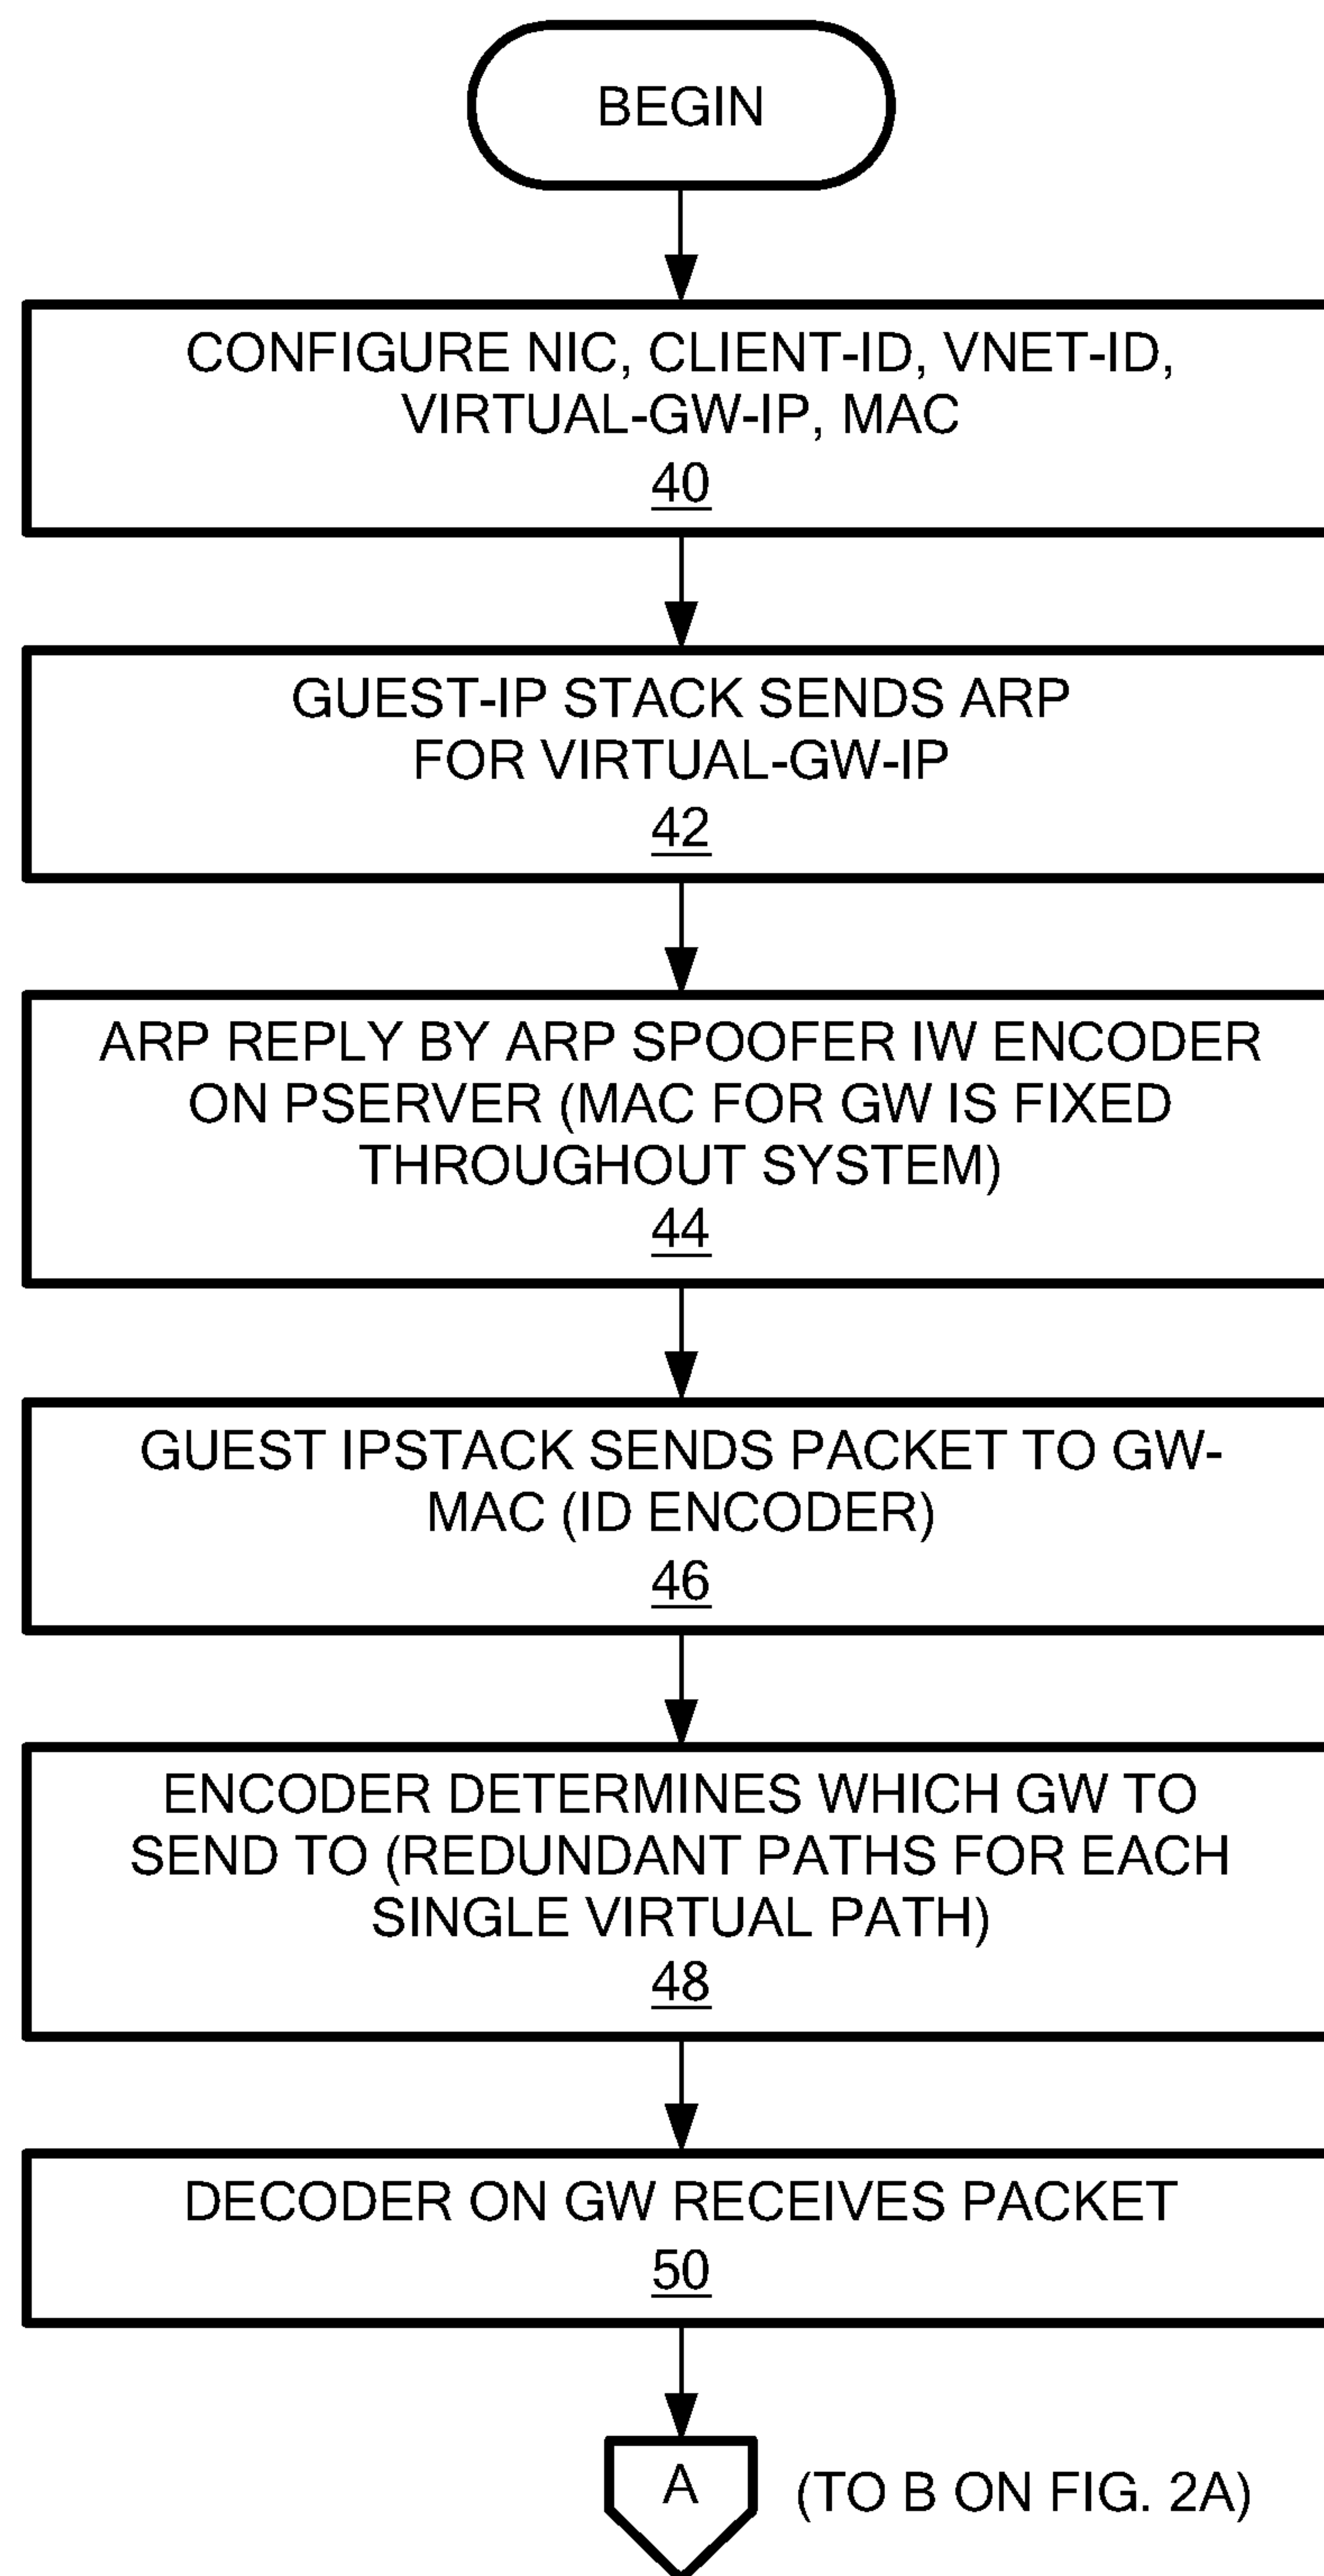 BEGIN
CONFIGURE NIC, CLIENT-ID, VNET-ID,
VIRTUAL-GW-IP, MAC
40
GUEST-IP STACK SENDS ARP
FOR VIRTUAL-GW-IP
42
ARP REPLY BY ARP SPOOFER IW ENCODER
ON PSERVER (MAC FOR GW IS FIXED
THROUGHOUT SYSTEM)
44
GUEST IPSTACK SENDS PACKET TO GW-
MAC (ID ENCODER)
46
ENCODER DETERMINES WHICH GW TO
SEND TO (REDUNDANT PATHS FOR EACH
SINGLE VIRTUAL PATH)
48
DECODER ON GW RECEIVES PACKET
50
A (TO B ON FIG. 2A)